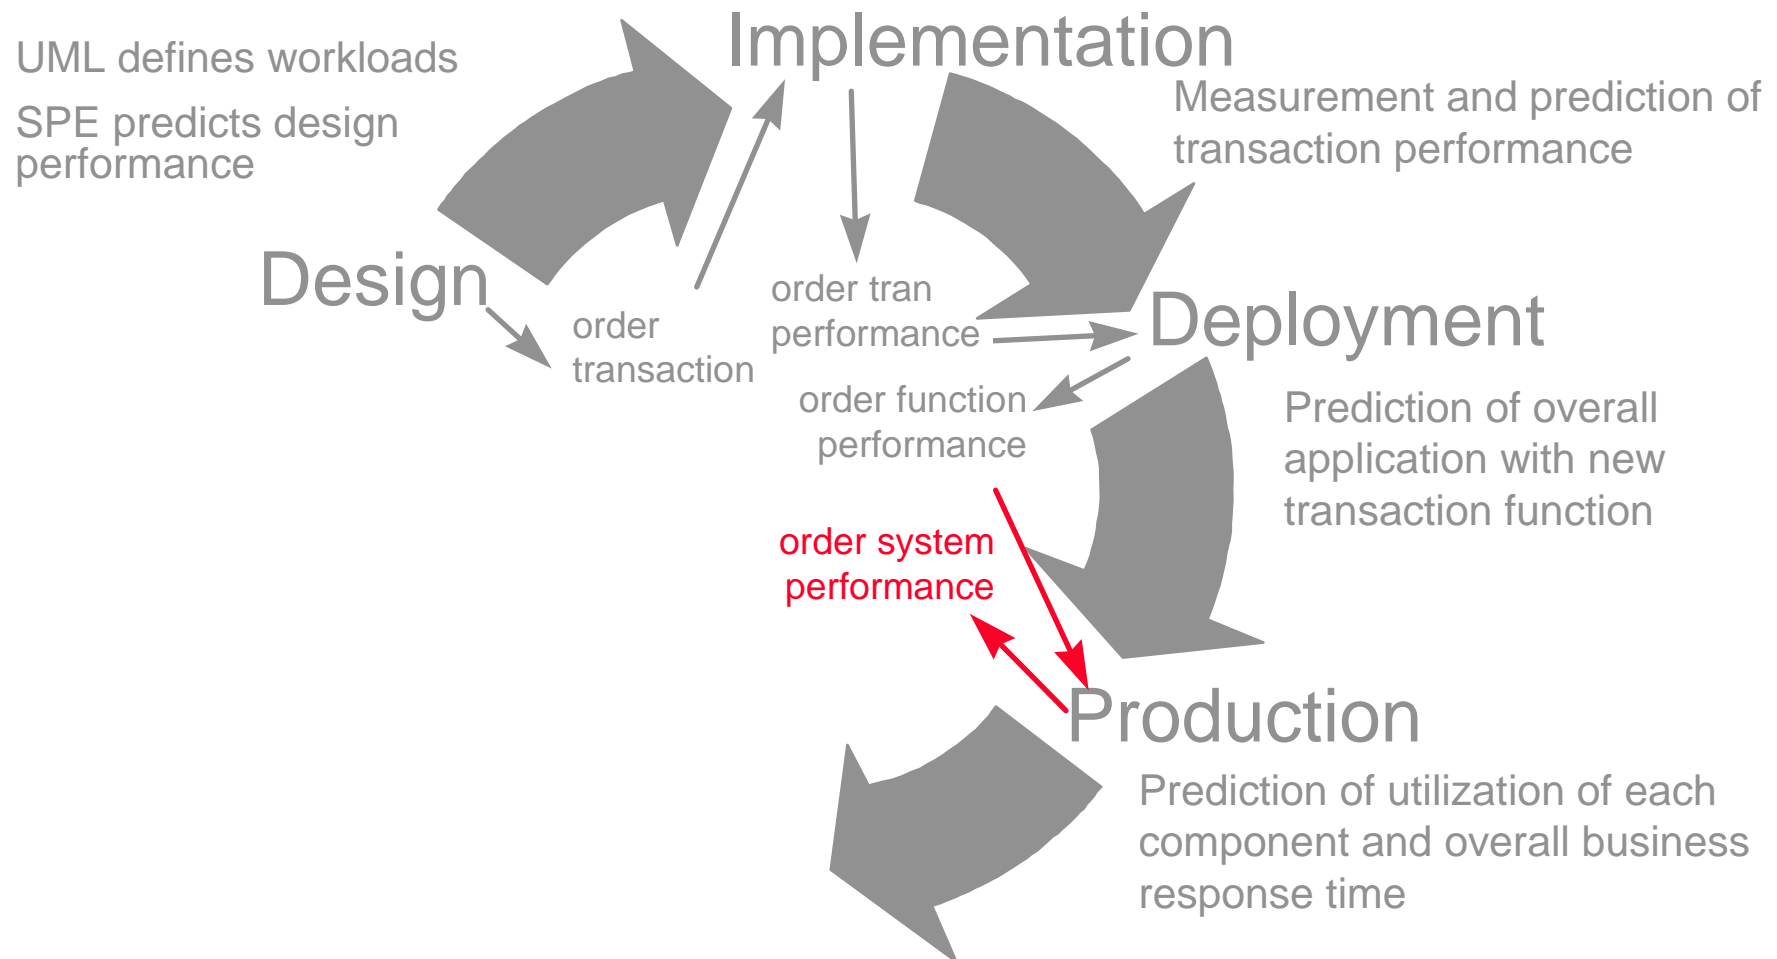 Implementation
UML defines workloads
SPE predicts design
performance
Measurement and prediction of
transaction performance
Design
order
transaction
order tran
performance
Deployment
order function
performance
Prediction of overall
application with new
transaction function
order system
performance
Production
Prediction of utilization of each
component and overall business
response time